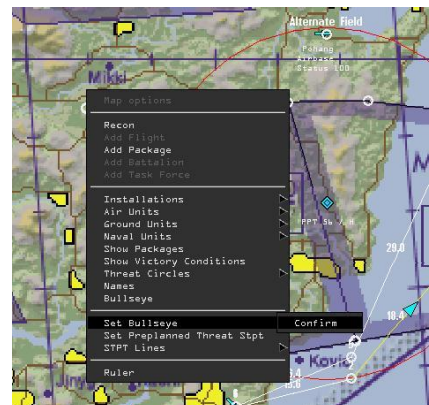 Alternate Field
Pohang
Airbase
Status 100
Mikki
Map options
Recon
Add Flight
Add Package
Add Battalion
Add Task Force
Installations
Air Units
Ground Units
Naval Units
Show Packages
Show Victory Conditions
Threat Circles
Names
Bullseye
PPT 56 / H
29.0
Set Bullseye
Confirm
18.4
Set Preplanned Threat Stpt
STPT Lines
Ruler